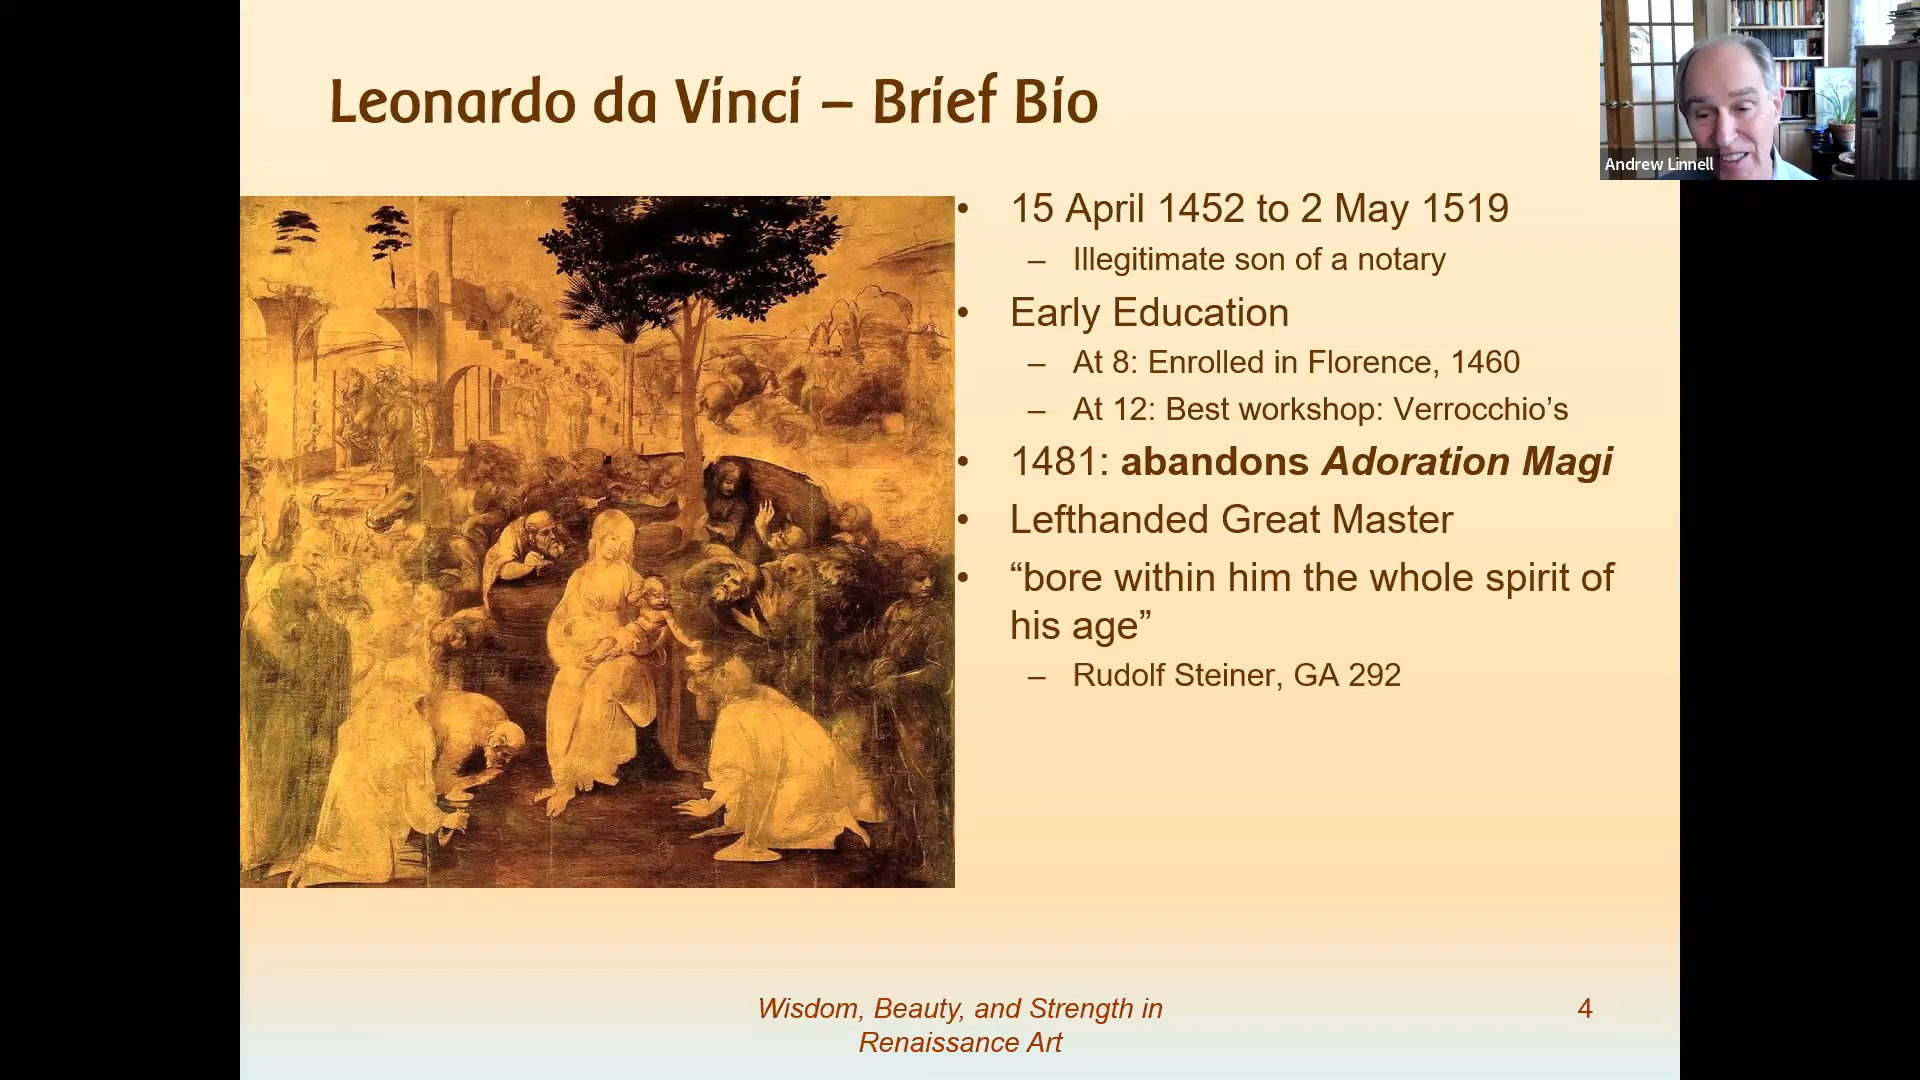 Leonardo da Vinci – Brief Bio
Andrew Linnell
• 15 April 1452 to 2 May 1519
– Illegitimate son of a notary
• Early Education
– At 8: Enrolled in Florence, 1460
– At 12: Best workshop: Verrocchio’s
• 1481: abandons Adoration Magi
• Lefthanded Great Master
• “bore within him the whole spirit of
his age”
– Rudolf Steiner, GA 292
Wisdom, Beauty, and Strength in
Renaissance Art
4